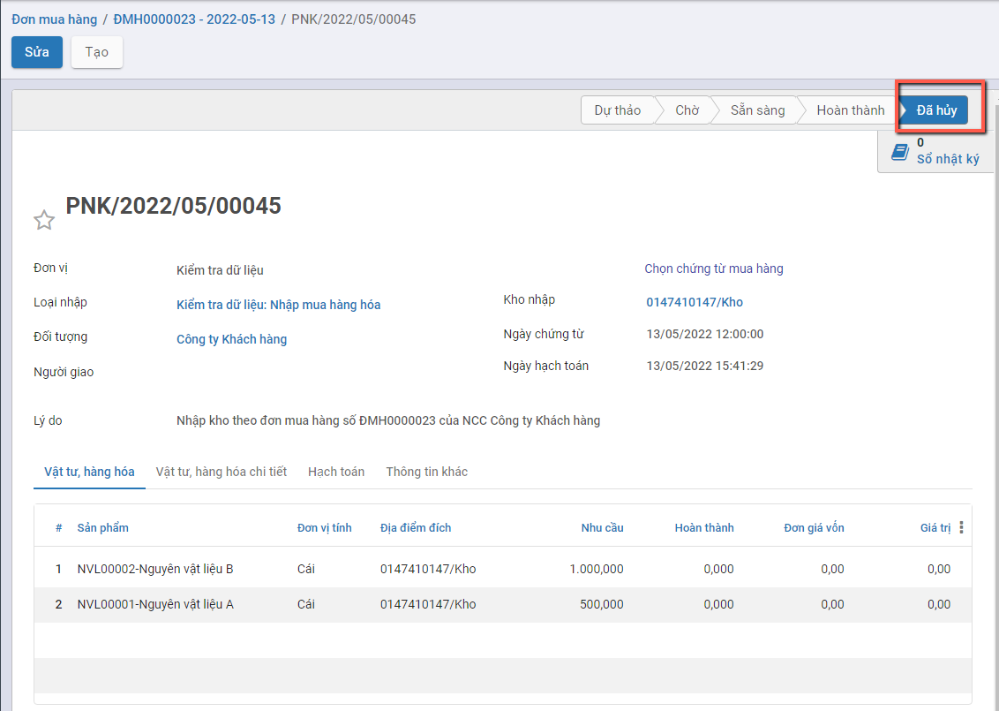 Đơn mua hàng / ĐMH0000023 - 2022-05-13 / PNK/2022/05/00045
Sửa Tạo
Dự thảo Chờ Sẵn sàng Hoàn thành Đã hủy
0
Sổ nhật ký
PNK/2022/05/00045
Đơn vị Kiểm tra dữ liệu Chọn chứng từ mua hàng
Loại nhập Kiểm tra dữ liệu: Nhập mua hàng hóa Kho nhập 0147410147/Kho
Đối tượng Công ty Khách hàng Ngày chứng từ 13/05/2022 12:00:00
Người giao Ngày hạch toán 13/05/2022 15:41:29
Lý do Nhập kho theo đơn mua hàng số ĐMH0000023 của NCC Công ty Khách hàng
Vật tư, hàng hóa Vật tư, hàng hóa chi tiết Hạch toán Thông tin khác
# Sản phẩm Đơn vị tính Địa điểm đích Nhu cầu Hoàn thành Đơn giá vốn Giá trị
1 NVL00002-Nguyên vật liệu B Cái 0147410147/Kho 1.000,000 0,000 0,00 0,00
2 NVL00001-Nguyên vật liệu A Cái 0147410147/Kho 500,000 0,000 0,00 0,00